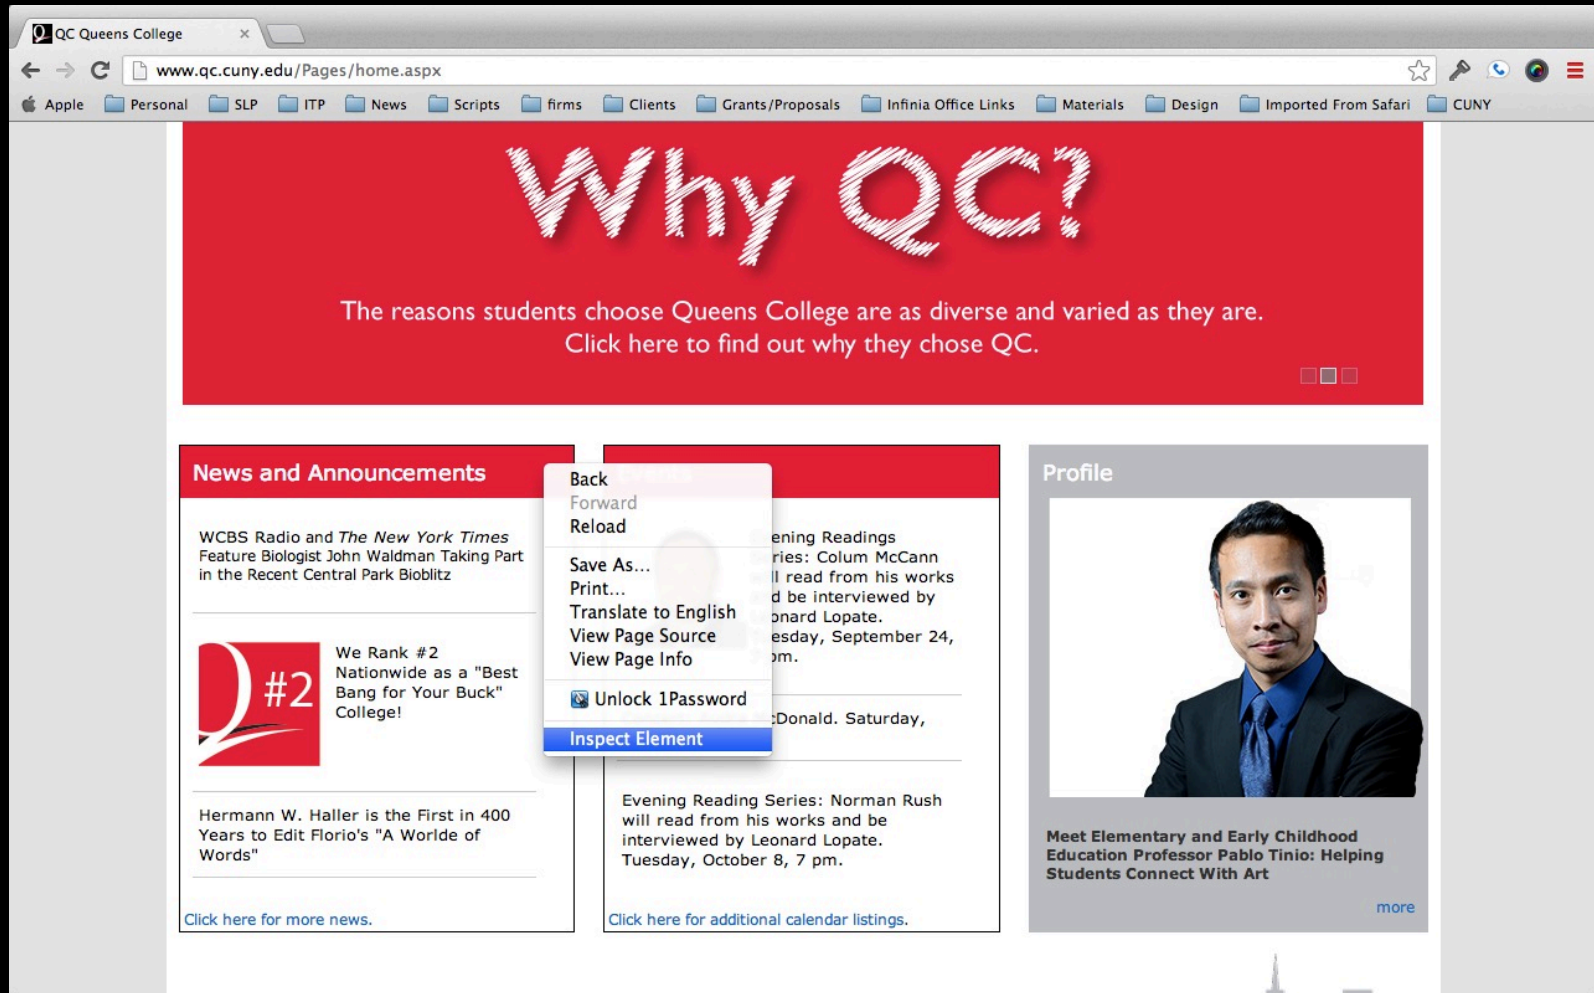 QC Queens College
www.qc.cuny.edu/Pages/home.aspx
Apple Personal SLP ITP News Scripts firms Clients Grants/Proposals Infinia Office Links Materials Design Imported From Safari CUNY
Why QC?
The reasons students choose Queens College are as diverse and varied as they are.
Click here to find out why they chose QC.
News and Announcements
WCBS Radio and The New York Times
Feature Biologist John Waldman Taking Part
in the Recent Central Park Bioblitz
#2
We Rank #2
Nationwide as a "Best
Bang for Your Buck"
College!
Hermann W. Haller is the First in 400
Years to Edit Florio's "A Worlde of
Words"
Click here for more news.
Back
Forward
Reload
Save As...
Print...
Translate to English
View Page Source
View Page Info
Unlock 1Password
Inspect Element
Readings
Colum McCann
read from his works
be interviewed by
Lopate.
September 24,
Saturday,
Evening Reading Series: Norman Rush
will read from his works and be
interviewed by Leonard Lopate.
Tuesday, October 8, 7 pm.
Click here for additional calendar listings.
Profile
Meet Elementary and Early Childhood
Education Professor Pablo Tinio: Helping
Students Connect With Art
more